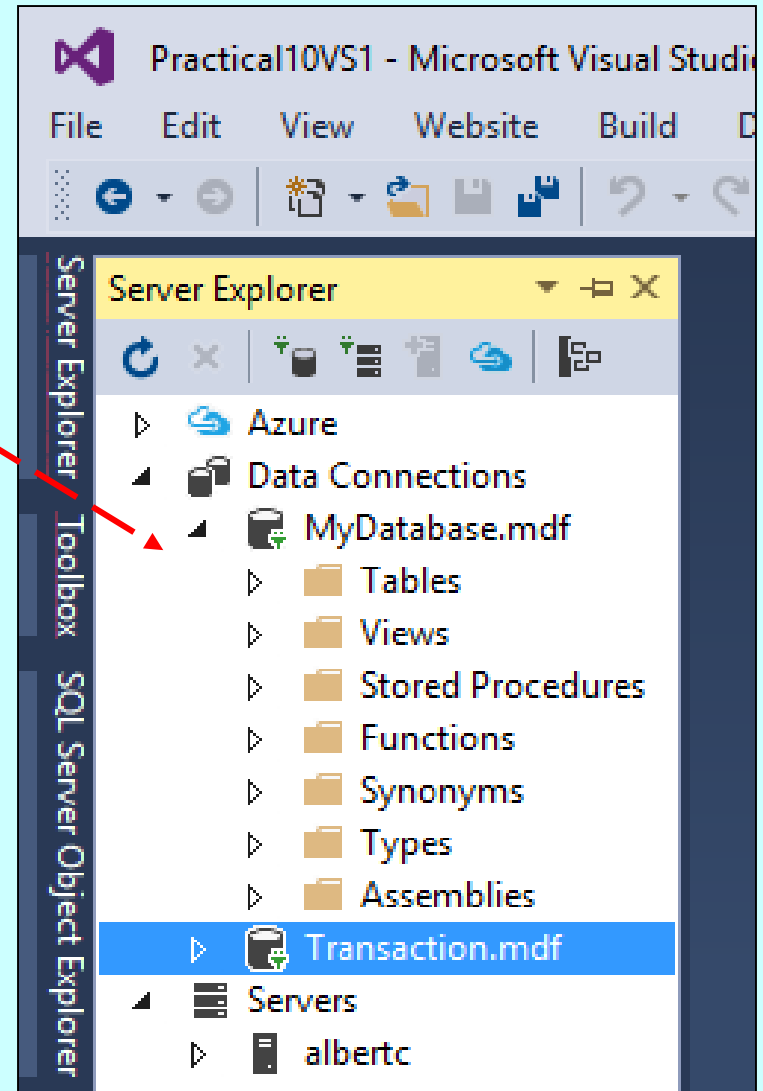 Practical10VS1 - Microsoft Visual Studi
File Edit View Website Build D
Server Explorer
Toolbox
SQL Server Object Explorer
Server Explorer
Azure
Data Connections
MyDatabase.mdf
Tables
Views
Stored Procedures
Functions
Synonyms
Types
Assemblies
Transaction.mdf
Servers
albertc